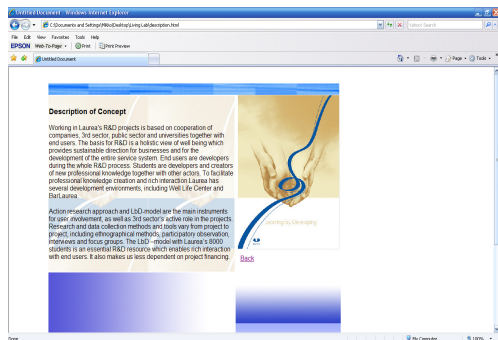 Untitled Document - Windows Internet Explorer
C:\Documents and Settings\Mikko\Desktop\Living Lab\description.html
Yahoo! Search
File Edit View Favorites Tools Help
EPSON Web-To-Page Print Print Preview
Untitled Document
Page Tools
Description of Concept
Working in Laurea's R&D projects is based on cooperation of
companies, 3rd sector, public sector and universities together with
end users. The basis for R&D is a holistic view of well being which
provides sustainable direction for businesses and for the
development of the entire service system. End users are developers
during the whole R&D process. Students are developers and creators
of new professional knowledge together with other actors. To facilitate
professional knowledge creation and rich interaction Laurea has
several development environments, including Well Life Center and
BarLaurea.
Action research approach and LbD-model are the main instruments
for user involvement, as well as 3rd sector's active role in the projects.
Research and data collection methods and tools vary from project to
project, including ethnographical methods, participatory observation,
interviews and focus groups. The LbD –model with Laurea's 8000
students is an essential R&D resource which enables rich interaction
with end users. It also makes us less dependent on project financing.
Learning by Developing
Back
Done
My Computer
100%